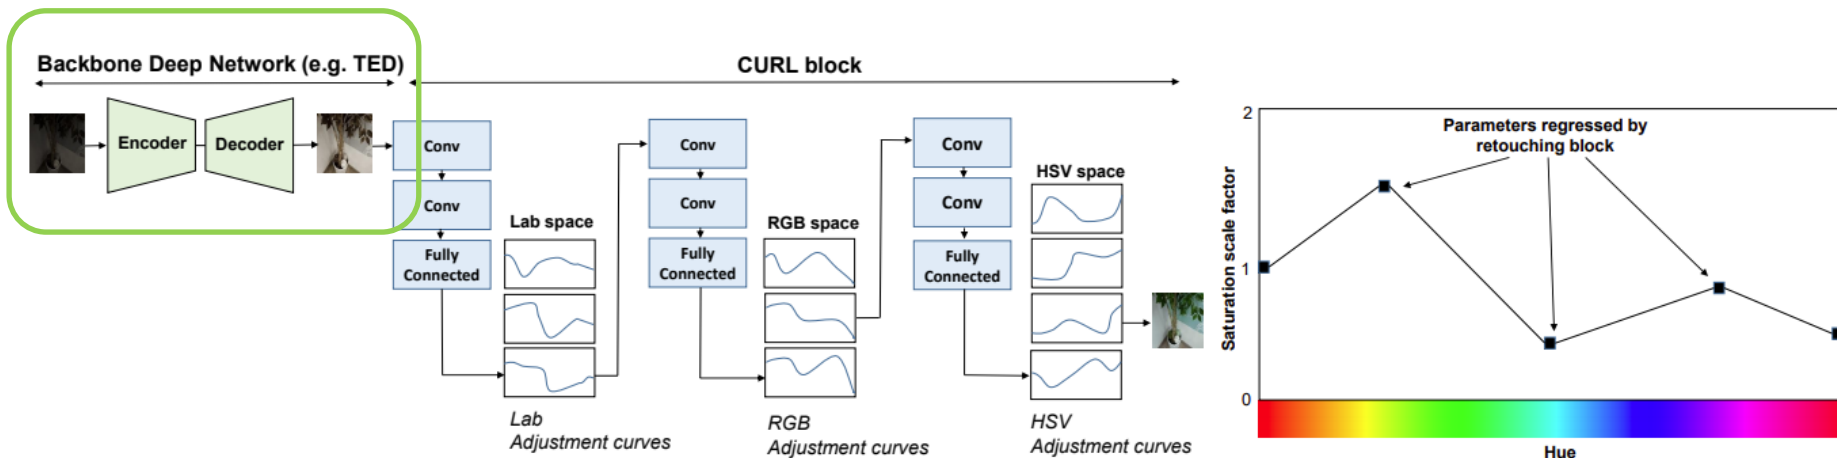 Backbone Deep Network (e.g. TED)
CURL block
Encoder
Decoder
Conv
Conv
Fully
Connected
Lab space
Lab
Adjustment curves
Conv
Conv
Fully
Connected
RGB space
RGB
Adjustment curves
Conv
Conv
Fully
Connected
HSV space
HSV
Adjustment curves
Saturation scale factor
2
1
0
Parameters regressed by
retouching block
Hue